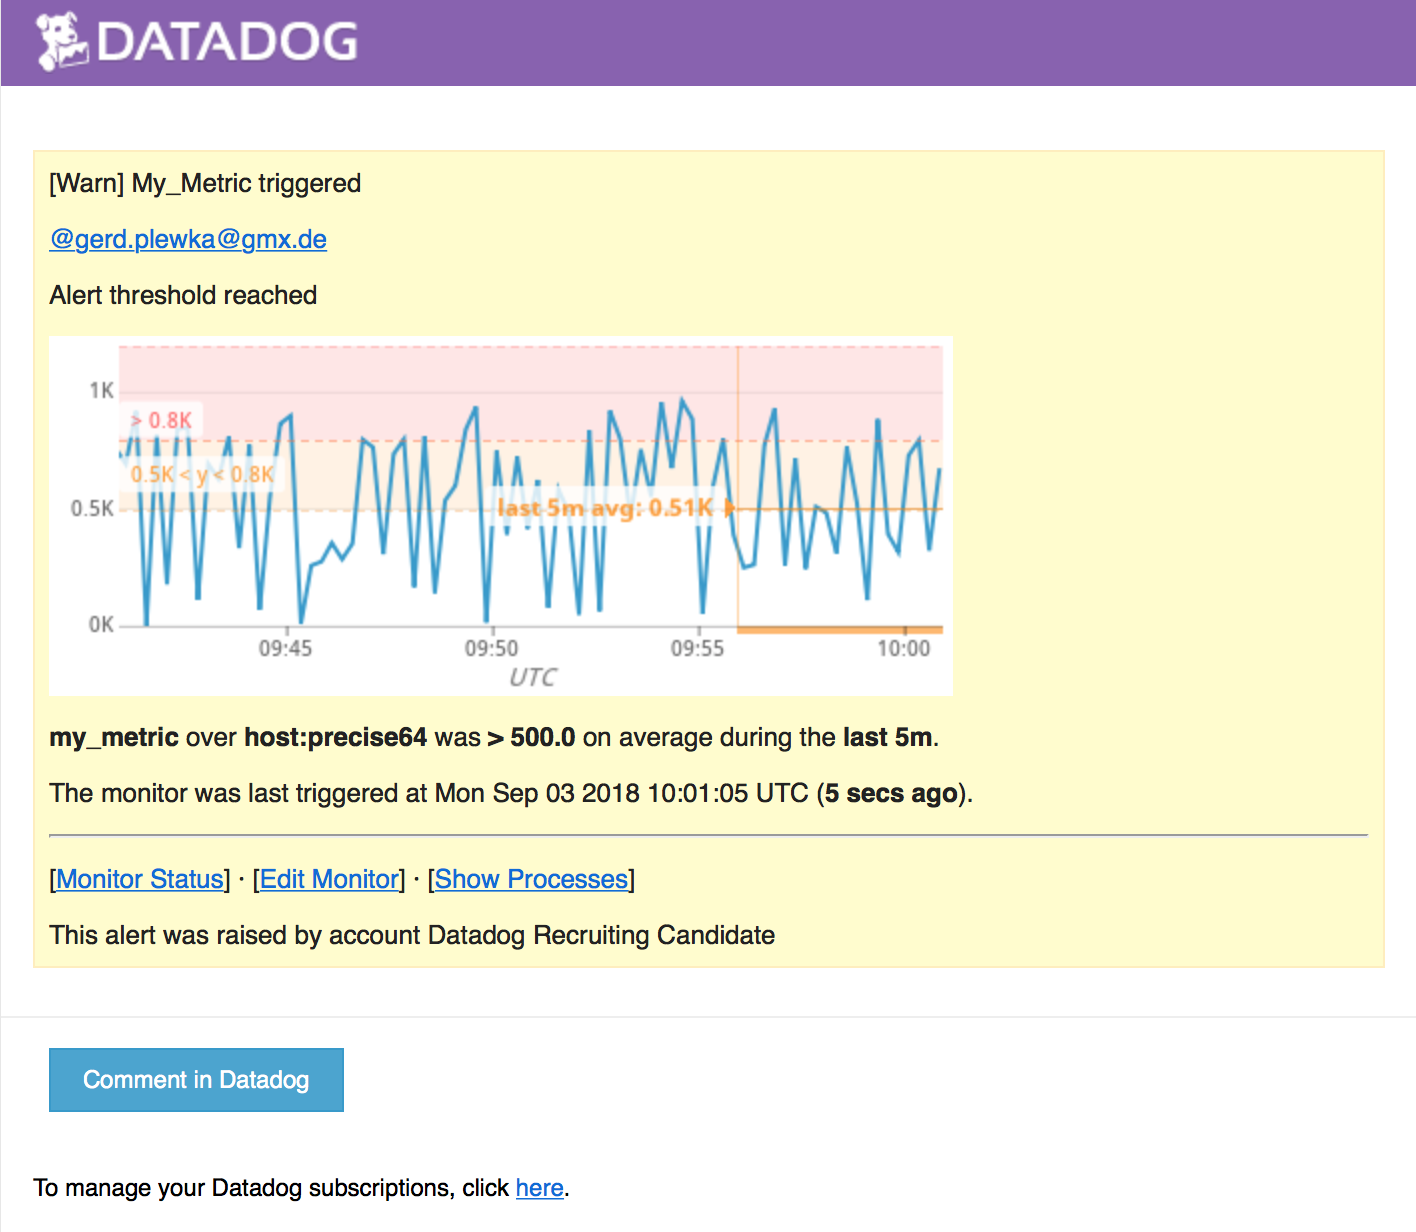 DATADOG
[Warn] My_Metric triggered
@gerd.plewka@gmx.de
Alert threshold reached
1K
> 0.8K
0.5K < y < 0.8K
0.5K
last 5m avg: 0.51K
0K
09:45 09:50 09:55 10:00
UTC
my_metric over host:precise64 was > 500.0 on average during the last 5m.
The monitor was last triggered at Mon Sep 03 2018 10:01:05 UTC (5 secs ago).
[Monitor Status] · [Edit Monitor] · [Show Processes]
This alert was raised by account Datadog Recruiting Candidate
Comment in Datadog
To manage your Datadog subscriptions, click here.